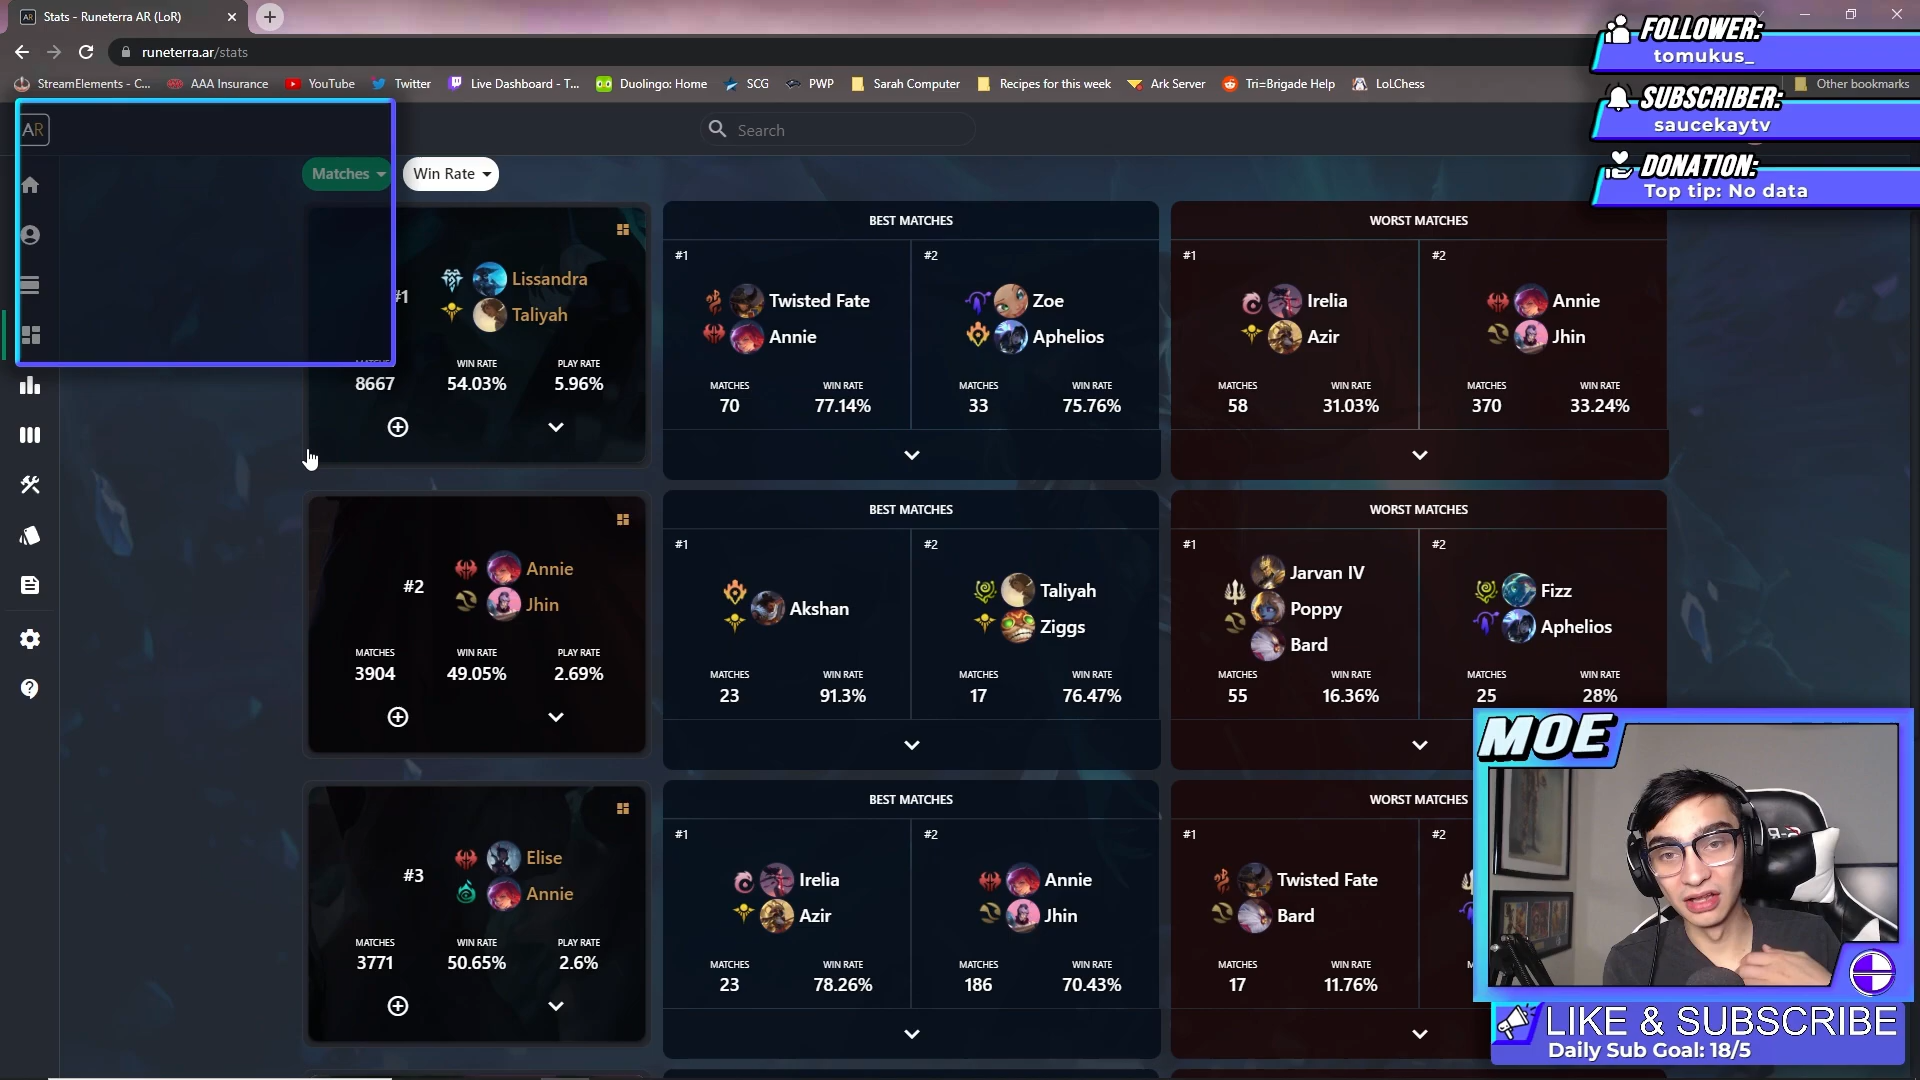 Stats - Runeterra AR (LoR)
runeterra.ar/stats
StreamElements - C... AAA Insurance YouTube Twitter Live Dashboard - T... Duolingo: Home SCG PWP Sarah Computer Recipes for this week Ark Server Tri=Brigade Help LoLChess Other bookmarks
FOLLOWER:
tomukus_
SUBSCRIBER:
saucekaytv
DONATION:
Top tip: No data
AR
Search
Matches Win Rate
#1
Lissandra
Taliyah
MATCHES WIN RATE PLAY RATE
8667 54.03% 5.96%
BEST MATCHES
#1 #2
Twisted Fate Zoe
Annie Aphelios
MATCHES WIN RATE MATCHES WIN RATE
70 77.14% 33 75.76%
WORST MATCHES
#1 #2
Irelia Annie
Azir Jhin
MATCHES WIN RATE MATCHES WIN RATE
58 31.03% 370 33.24%
#2
Annie
Jhin
MATCHES WIN RATE PLAY RATE
3904 49.05% 2.69%
BEST MATCHES
#1 #2
Akshan Taliyah
Ziggs
MATCHES WIN RATE MATCHES WIN RATE
23 91.3% 17 76.47%
WORST MATCHES
#1 #2
Jarvan IV Fizz
Poppy Aphelios
Bard
MATCHES WIN RATE MATCHES WIN RATE
55 16.36% 25 28%
#3
Elise
Annie
MATCHES WIN RATE PLAY RATE
3771 50.65% 2.6%
BEST MATCHES
#1 #2
Irelia Annie
Azir Jhin
MATCHES WIN RATE MATCHES WIN RATE
23 78.26% 186 70.43%
WORST MATCHES
#1 #2
Twisted Fate
Bard
MATCHES WIN RATE
17 11.76%
MOE
LIKE & SUBSCRIBE
Daily Sub Goal: 18/5